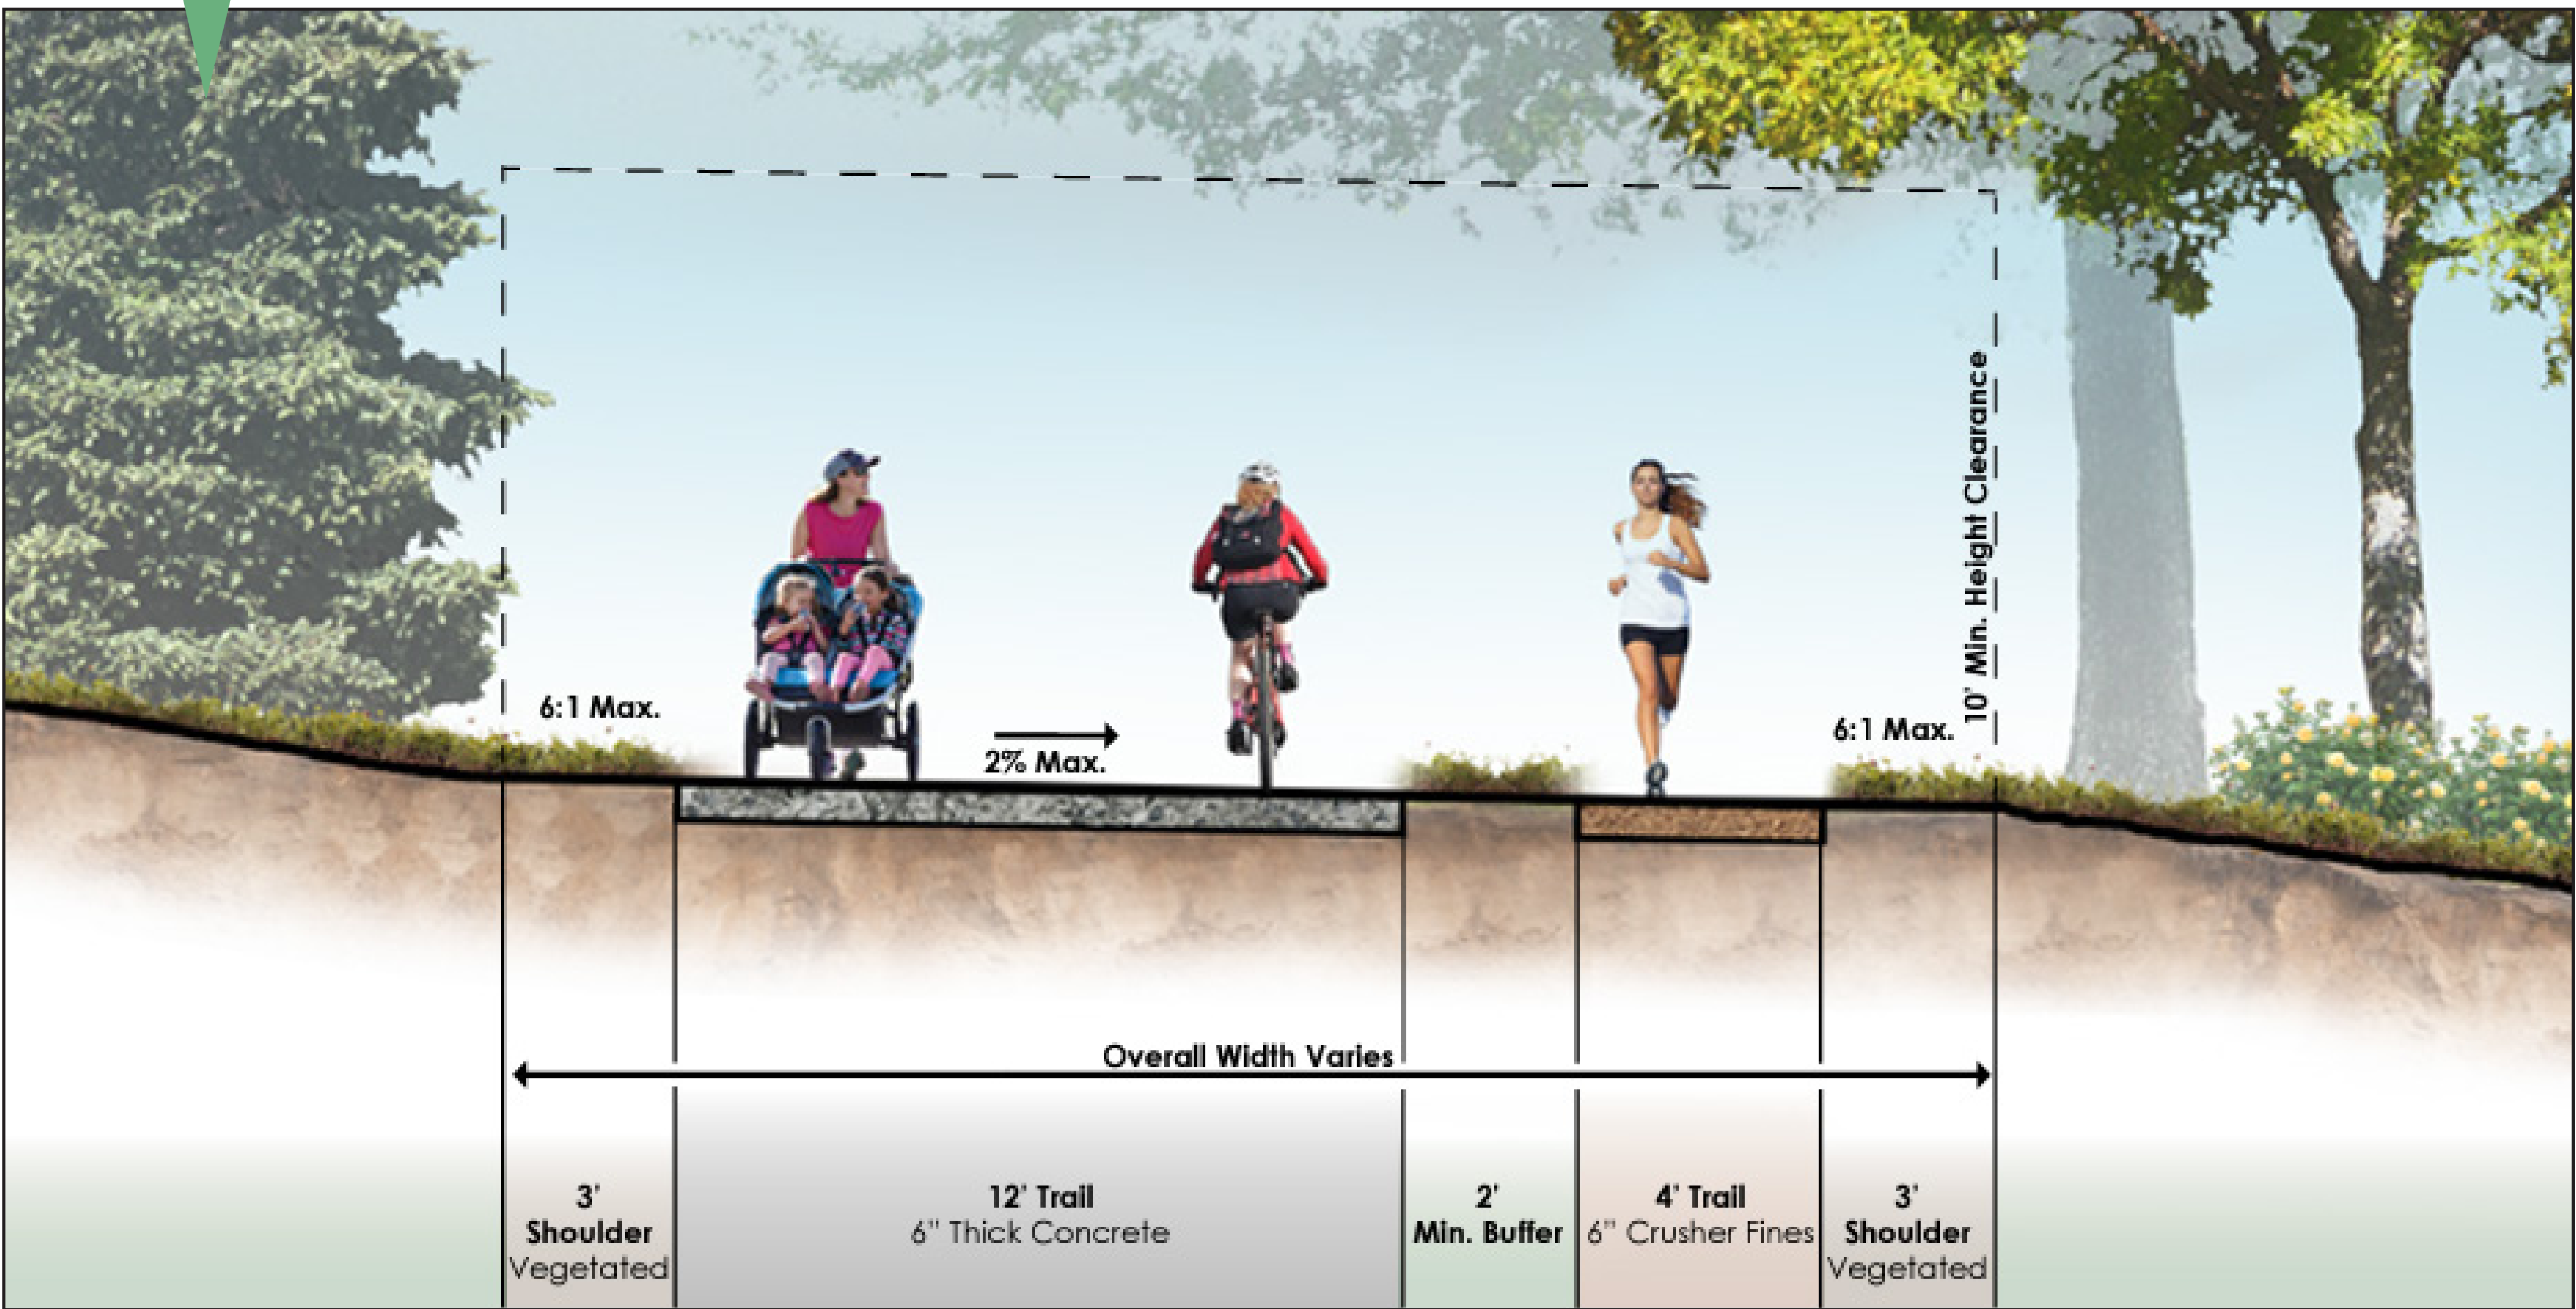 10' Min. Height Clearance
6:1 Max.
2% Max.
6:1 Max.
Overall Width Varies
3'
Shoulder
Vegetated
12' Trail
6" Thick Concrete
2'
Min. Buffer
4' Trail
6" Crusher Fines
3'
Shoulder
Vegetated